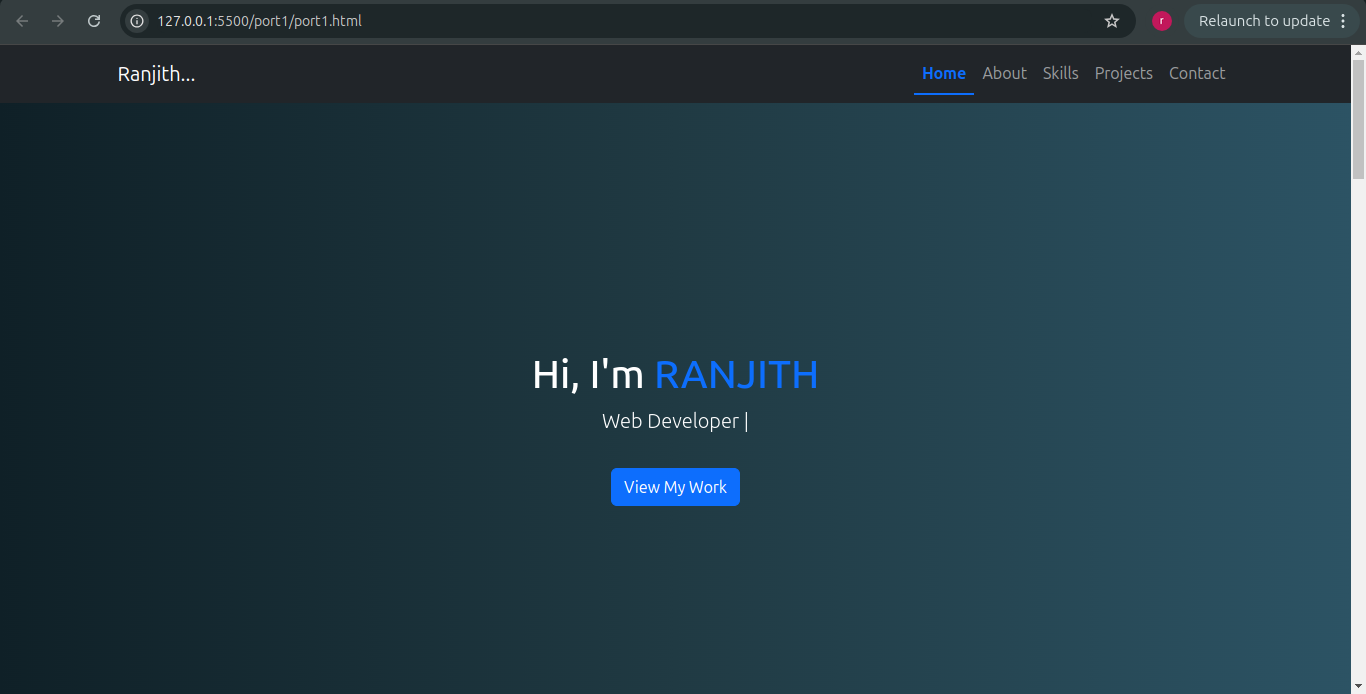 127.0.0.1:5500/port1/port1.html
r
Relaunch to update
Ranjith...
Home About Skills Projects Contact
Hi, I'm RANJITH
Web Developer |
View My Work